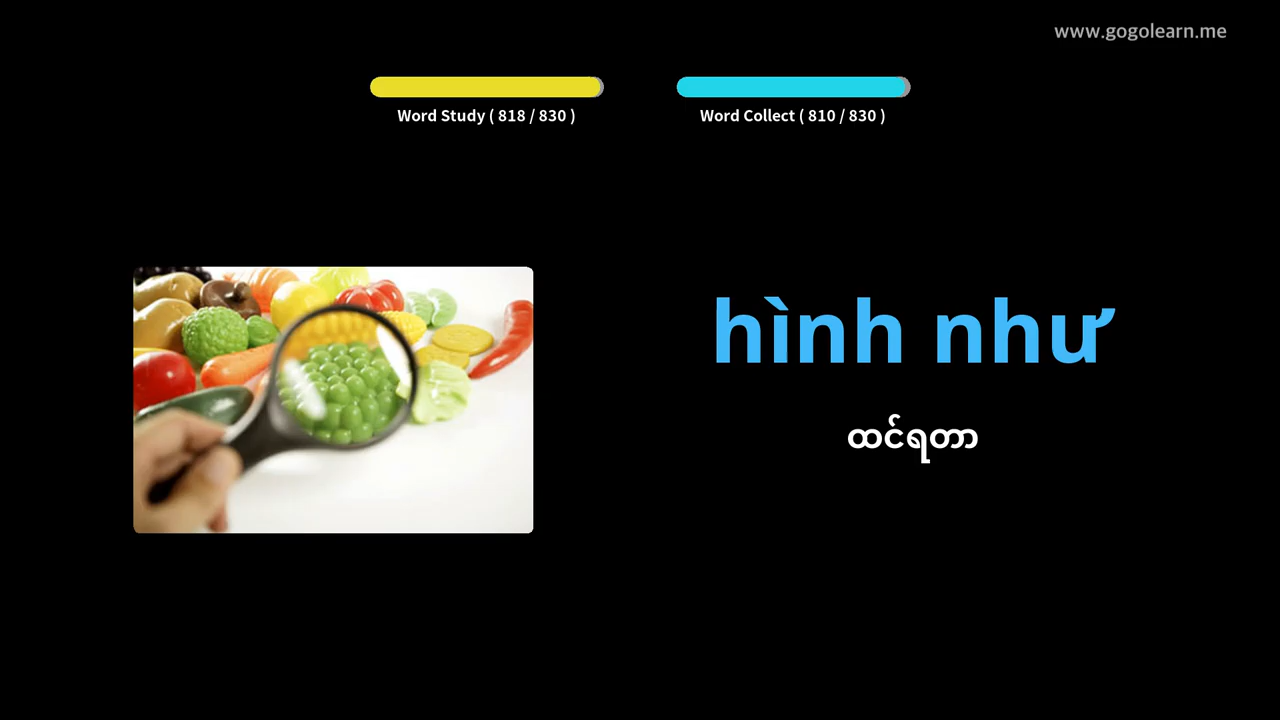 www.gogolearn.me
Word Study ( 818 / 830 )
Word Collect ( 810 / 830 )
hình như
ထင်ရတာ